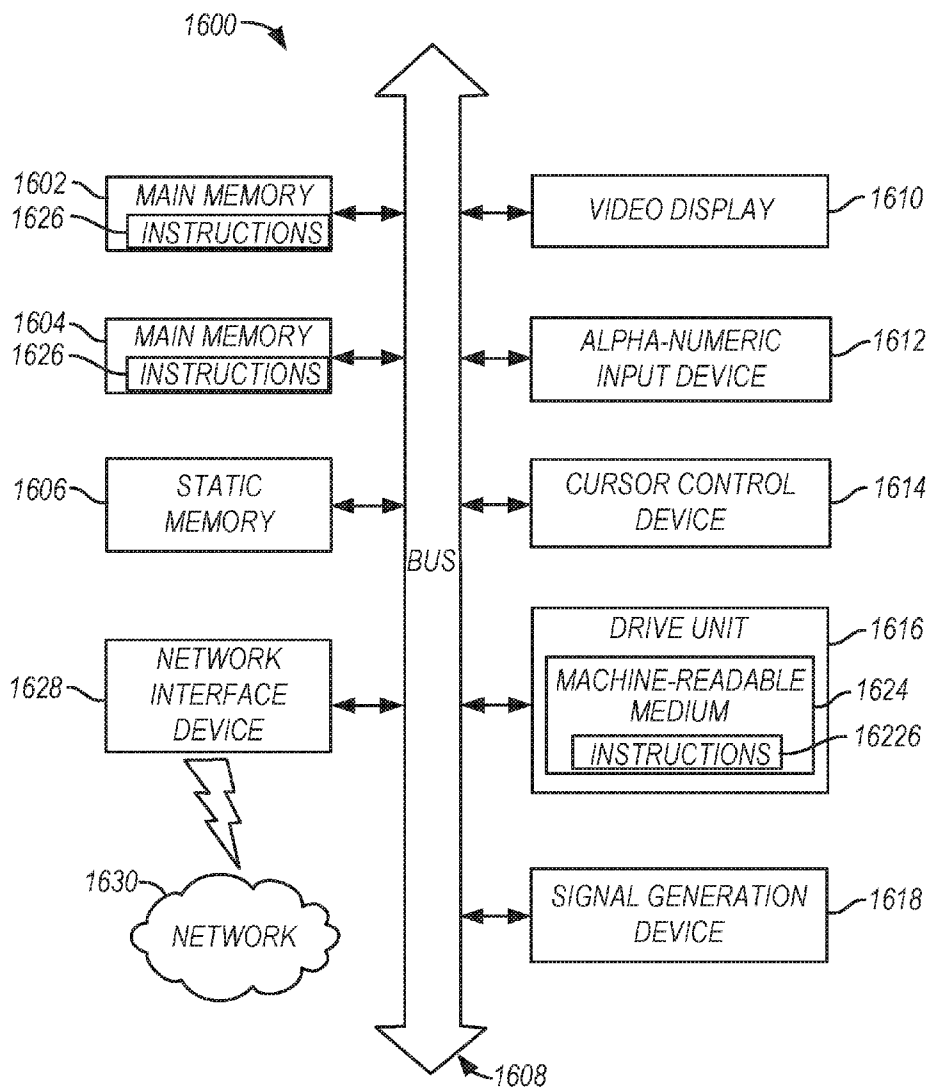 1600
1602
MAIN MEMORY
1626
INSTRUCTIONS
1604
MAIN MEMORY
1626
INSTRUCTIONS
1606
STATIC
MEMORY
1628
NETWORK
INTERFACE
DEVICE
1630
NETWORK
BUS
1608
VIDEO DISPLAY
1610
ALPHA-NUMERIC
INPUT DEVICE
1612
CURSOR CONTROL
DEVICE
1614
DRIVE UNIT
1616
MACHINE-READABLE
MEDIUM
1624
INSTRUCTIONS
16226
SIGNAL GENERATION
DEVICE
1618